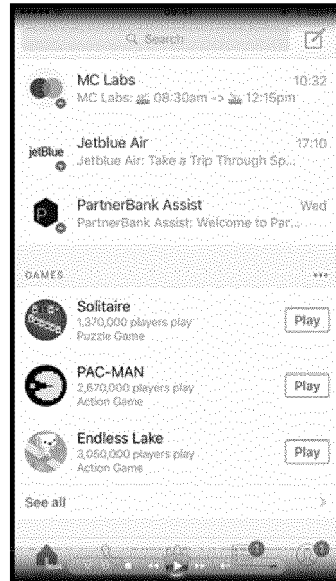 Search
MC Labs 10:32
MC Labs: 08:30am -> 12:15pm
jetBlue
Jetblue Air 17:10
Jetblue Air: Take a Trip Through Sp...
P
PartnerBank Assist Wed
PartnerBank Assist: Welcome to Par...
GAMES
Solitaire
1,370,000 players play
Puzzle Game
Play
PAC-MAN
2,670,000 players play
Action Game
Play
Endless Lake
3,050,000 players play
Action Game
Play
See all